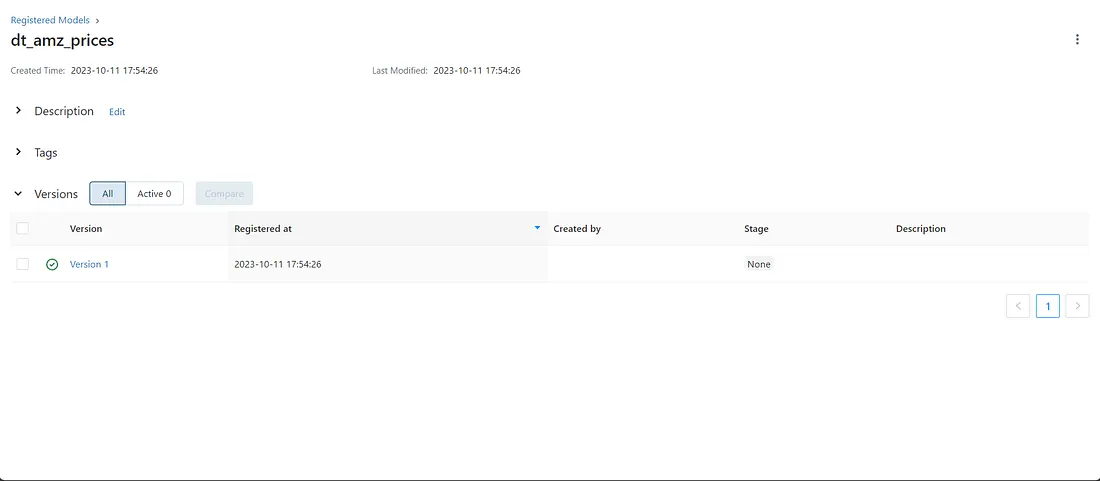 Registered Models >
dt_amz_prices
Created Time: 2023-10-11 17:54:26 Last Modified: 2023-10-11 17:54:26
Description Edit
Tags
Versions All Active 0 Compare
Version Registered at Created by Stage Description
Version 1 2023-10-11 17:54:26 None
1